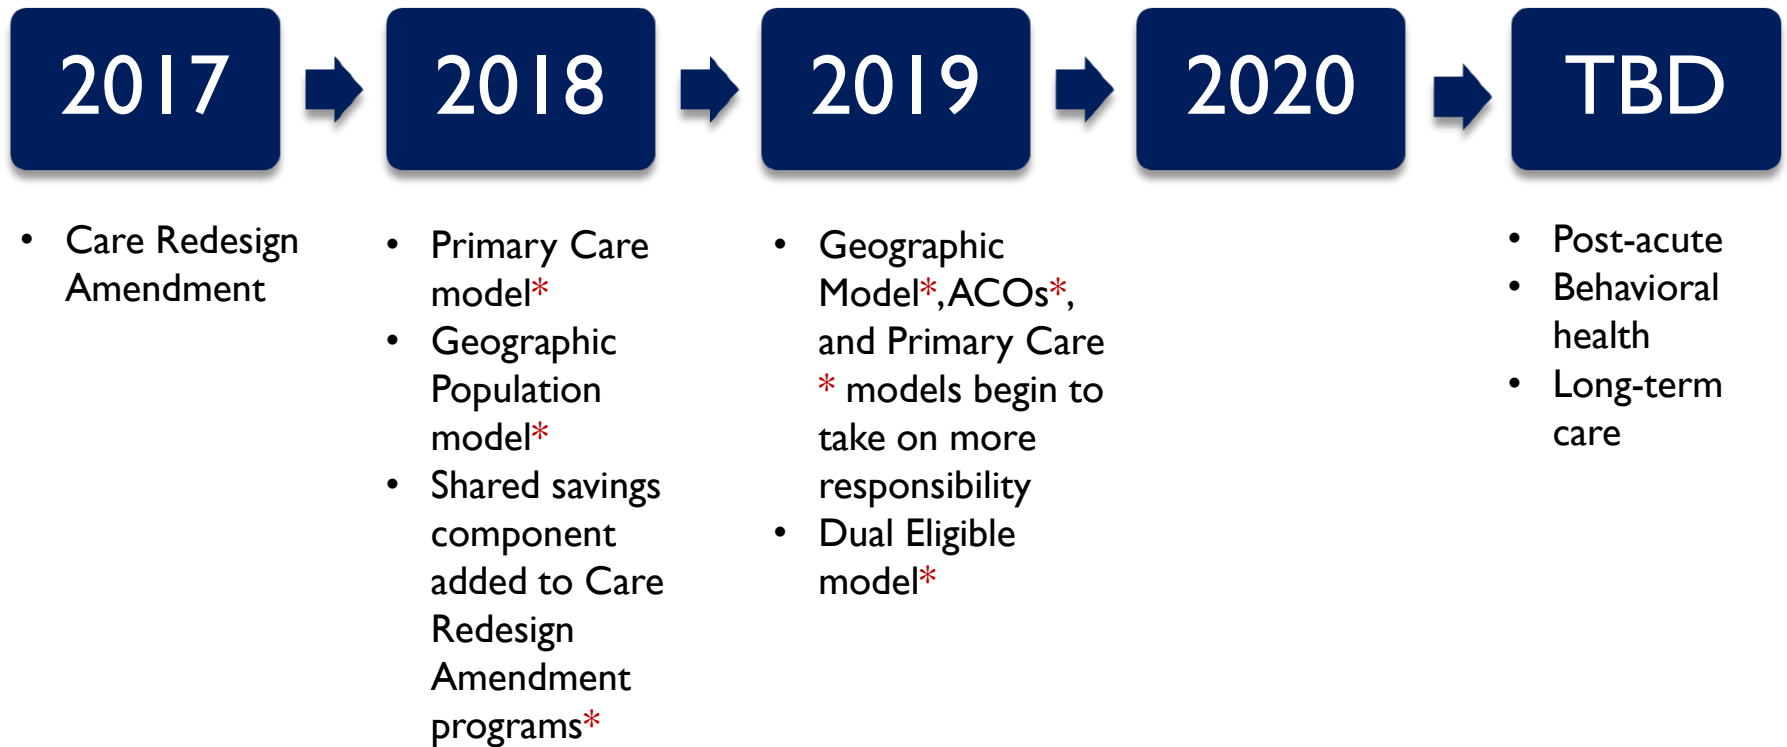 2017
2018
2019
2020
TBD
• Care Redesign
Amendment
• Primary Care
model*
• Geographic
Population
model*
• Shared savings
component
added to Care
Redesign
Amendment
programs*
• Geographic
Model*, ACOs*,
and Primary Care
* models begin to
take on more
responsibility
• Dual Eligible
model*
• Post-acute
• Behavioral
health
• Long-term
care